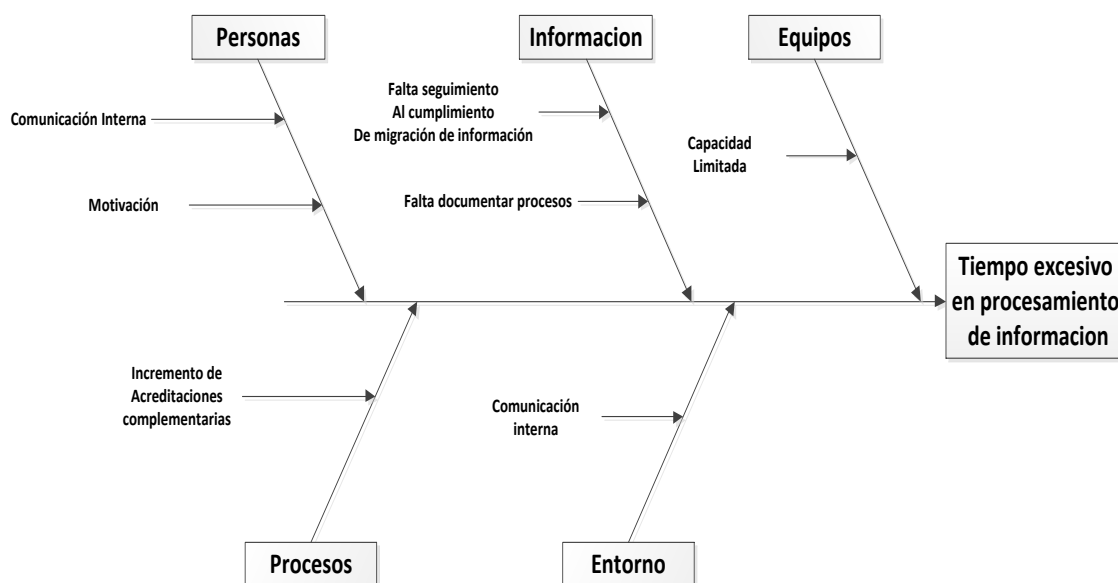 Personas
Informacion
Equipos
Comunicación Interna
Motivación
Falta seguimiento
Al cumplimiento
De migración de información
Falta documentar procesos
Capacidad
Limitada
Tiempo excesivo
en procesamiento
de informacion
Incremento de
Acreditaciones
complementarias
Comunicación
interna
Procesos
Entorno